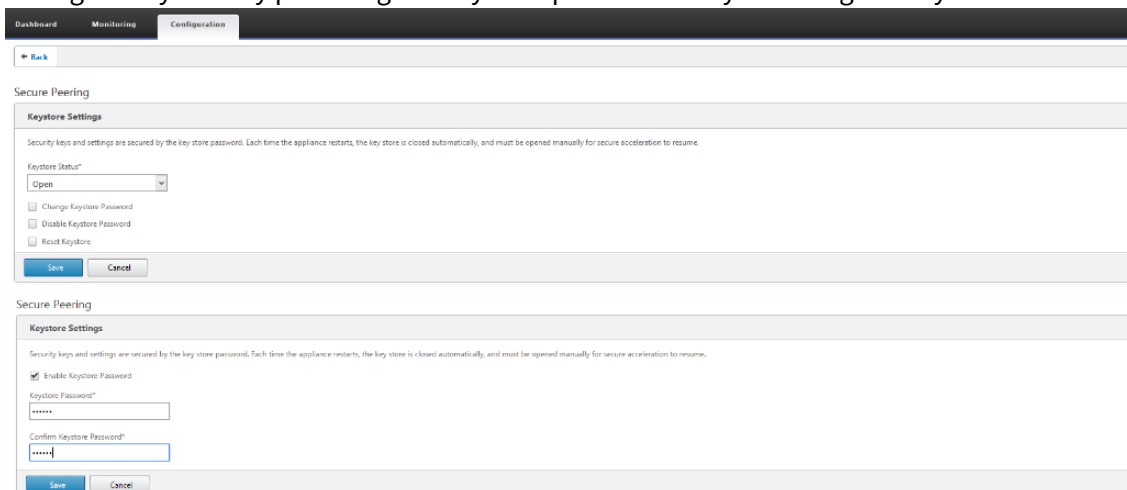 Dashboard Monitoring Configuration
← Back
Secure Peering
Keystore Settings
Security keys and settings are secured by the key store password. Each time the appliance restarts, the key store is closed automatically, and must be opened manually for secure acceleration to resume.
Keystore Status*
Open
Change Keystore Password
Disable Keystore Password
Reset Keystore
Save Cancel
Secure Peering
Keystore Settings
Security keys and settings are secured by the key store password. Each time the appliance restarts, the key store is closed automatically, and must be opened manually for secure acceleration to resume.
Enable Keystore Password
Keystore Password*
••••••
Confirm Keystore Password*
••••••
Save Cancel